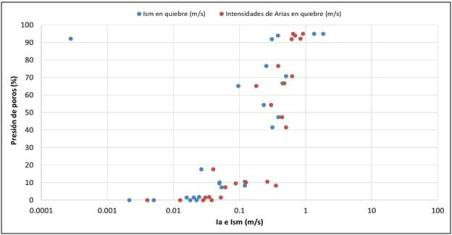 Ism en quiebre (m/s) Intensidades de Arias en quiebre (m/s)
Presión de poros (%)
100
90
80
70
60
50
40
30
20
10
0
0.0001 0.001 0.01 0.1 1 10 100
Ia e Ism (m/s)